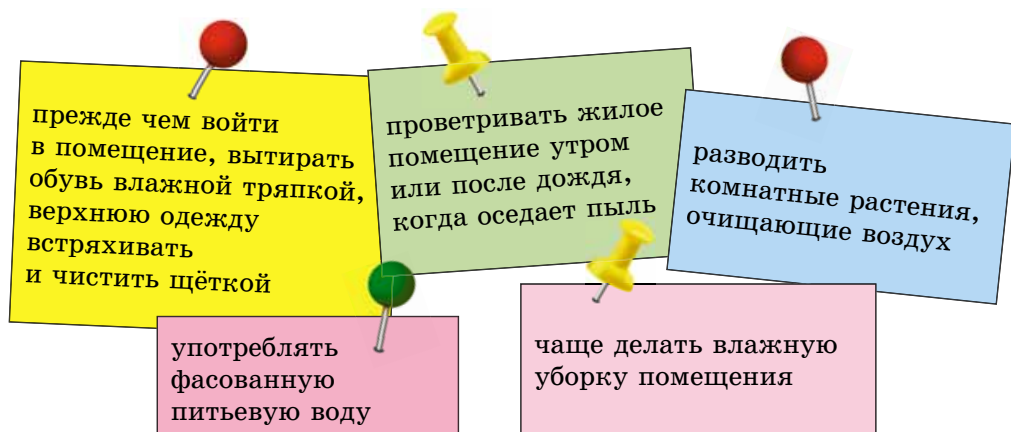 прежде чем войти
в помещение, вытирать
обувь влажной тряпкой,
верхнюю одежду
встряхивать
и чистить щёткой
проветривать жилое
помещение утром
или после дождя,
когда оседает пыль
разводить
комнатные растения,
очищающие воздух
употреблять
фасованную
питьевую воду
чаще делать влажную
уборку помещения